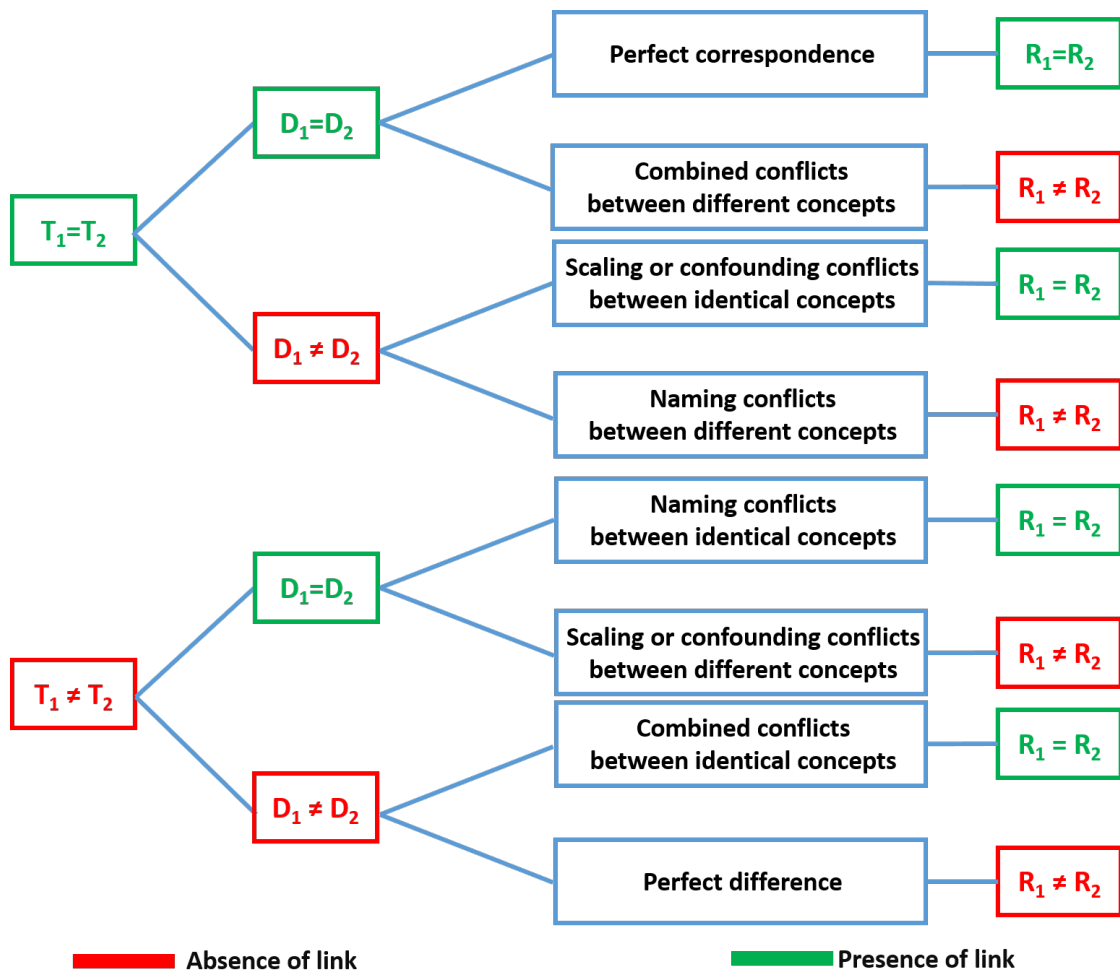 T₁=T₂
D₁=D₂
Perfect correspondence
R₁=R₂
Combined conflicts
between different concepts
R₁ ≠ R₂
D₁ ≠ D₂
Scaling or confounding conflicts
between identical concepts
R₁ = R₂
Naming conflicts
between different concepts
R₁ ≠ R₂
T₁ ≠ T₂
D₁=D₂
Naming conflicts
between identical concepts
R₁ = R₂
Scaling or confounding conflicts
between different concepts
R₁ ≠ R₂
D₁ ≠ D₂
Combined conflicts
between identical concepts
R₁ = R₂
Perfect difference
R₁ ≠ R₂
Absence of link
Presence of link